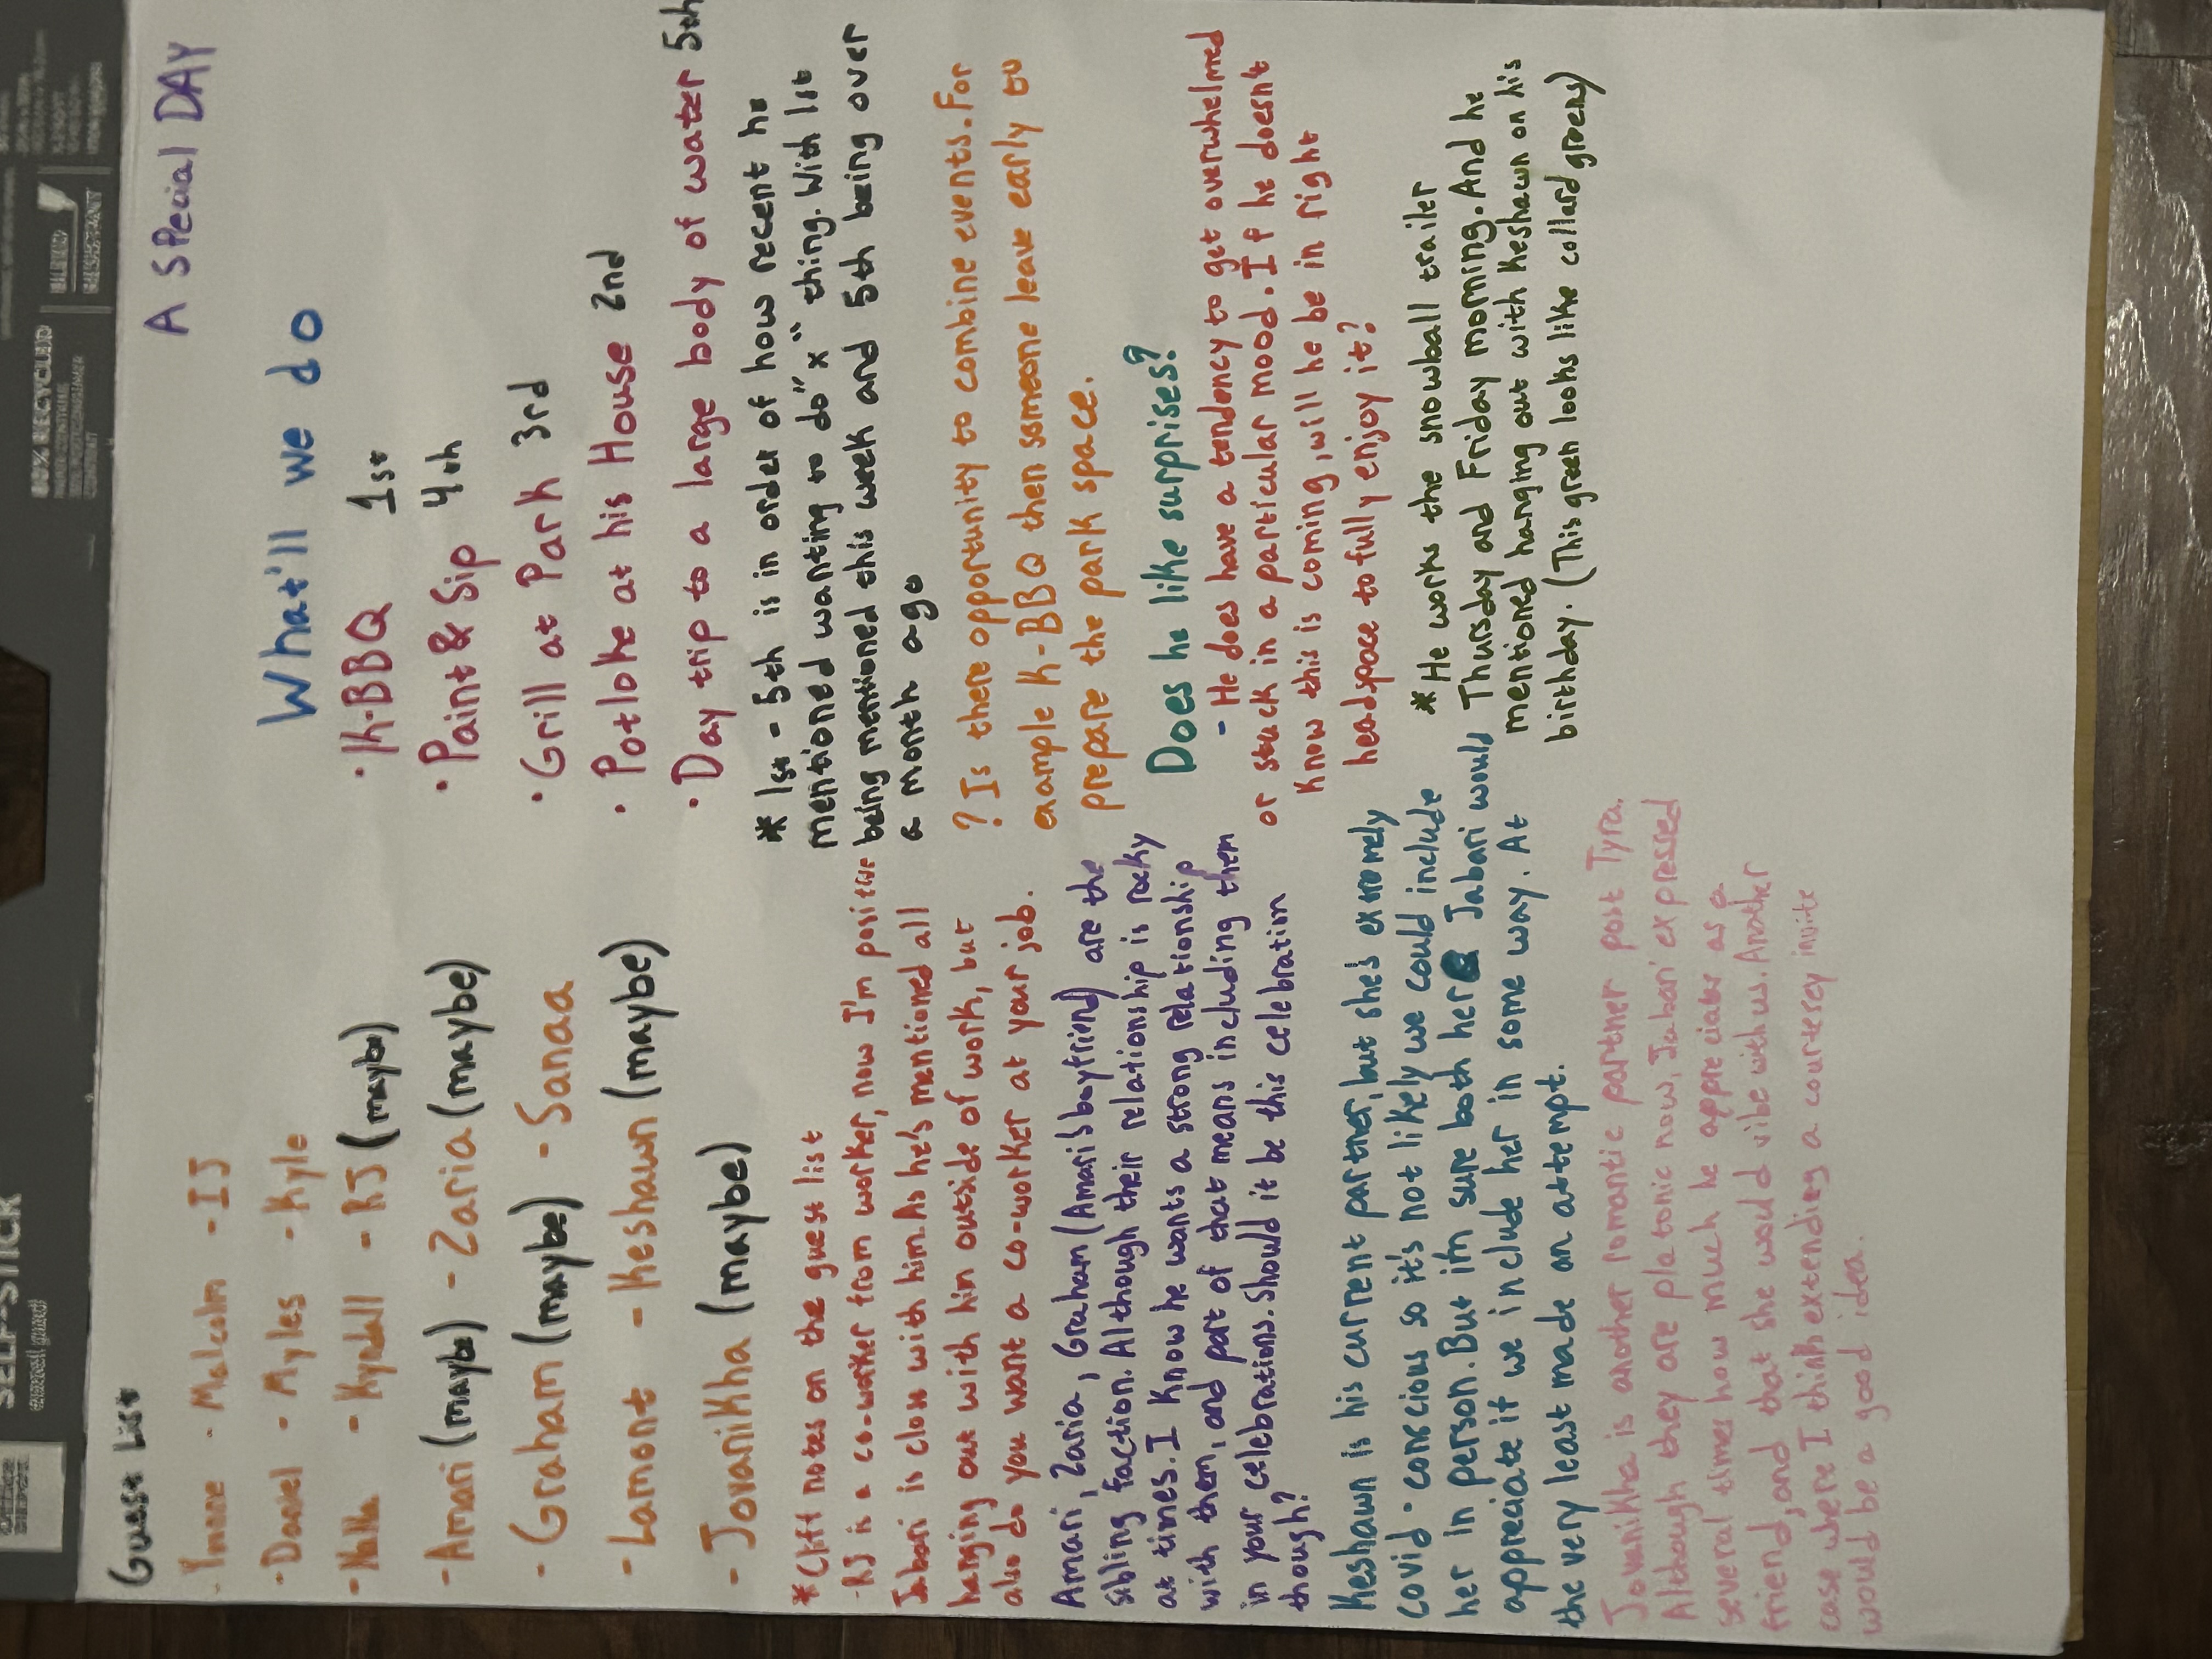 SELF-STICK
Guest List
A Special DAY
- Malcolm - IJ
- Daniel - Myles - Kyle
- NaNa - Kyndall - RJ (maybe)
- Amari (maybe) - Zaria (maybe)
- Graham (maybe) - Sanaa
- Lamont - Keshawn (maybe)
- Jovanikha (maybe)
* Cliff notes on the guest list
- RJ is a co-worker from worker, now I'm positive
Jabari is close with him. As he's mentioned all
hanging out with him outside of work, but
also do you want a co-worker at your job.
Amari, Zaria, Graham (Amari's boyfriend) are the
sibling faction. Although their relationship is rocky
at times. I know he wants a strong relationship
with them, and part of that means including them
in your celebrations. Should it be this celebration
though?
Keshawn is his current partner, but she's extremely
covid-conscious so it's not likely we could include
her in person. But i'm sure both her Jabari would
appreciate if we include her in some way. At
the very least made an attempt.
Jovanikha is another romantic partner post Tyra.
Although they are platonic now, Jabari expressed
several times how much he appreciates as a
friend, and that she would vibe with us. Another
case where I think extending a courtesey invite
would be a good idea.
What'll we do
• K-BBQ 1st
• Paint & Sip 4th
• Grill at Park 3rd
• Potloke at his House 2nd
• Day trip to a large body of water 5th
* 1st - 5th is in order of how recent he
mentioned wanting to do "x" thing. With 1st
being mentioned this week and 5th being over
a month ago
? Is there opportunity to combine events. For
example K-BBQ then someone leave early to
prepare the park space.
Does he like surprises?
- He does have a tendency to get overwhelmed
or stuck in a particular mood. If he doesn't
know this is coming, will he be in right
headspace to fully enjoy it?
* He works the snowball trailer
Thursday and Friday morning. And he
mentioned hanging out with Keshawn on his
birthday. (This green looks like collard greens)